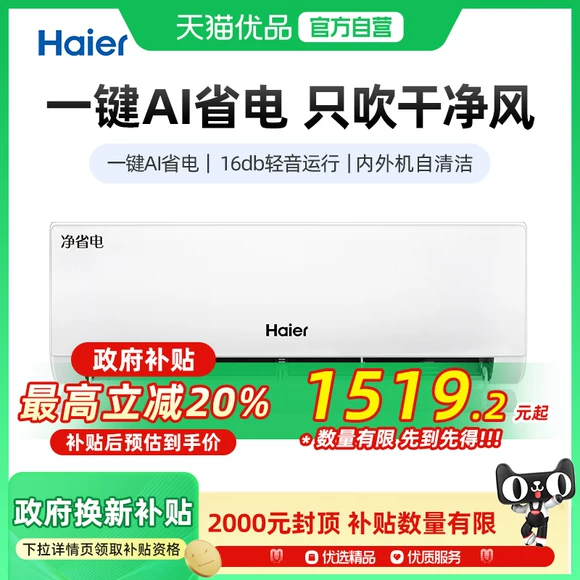 Haier
天猫优品 官方自营
一键AI省电 只吹干净风
一键AI省电 | 16db轻音运行 | 内外机自清洁
净省电
Haier
政府补贴
最高立减20%
补贴后预估到手价
1519.2元起
*数量有限 先到先得!!!
政府换新补贴
下拉详情页领取补贴资格
2000元封顶 补贴数量有限
优选精品 优质服务